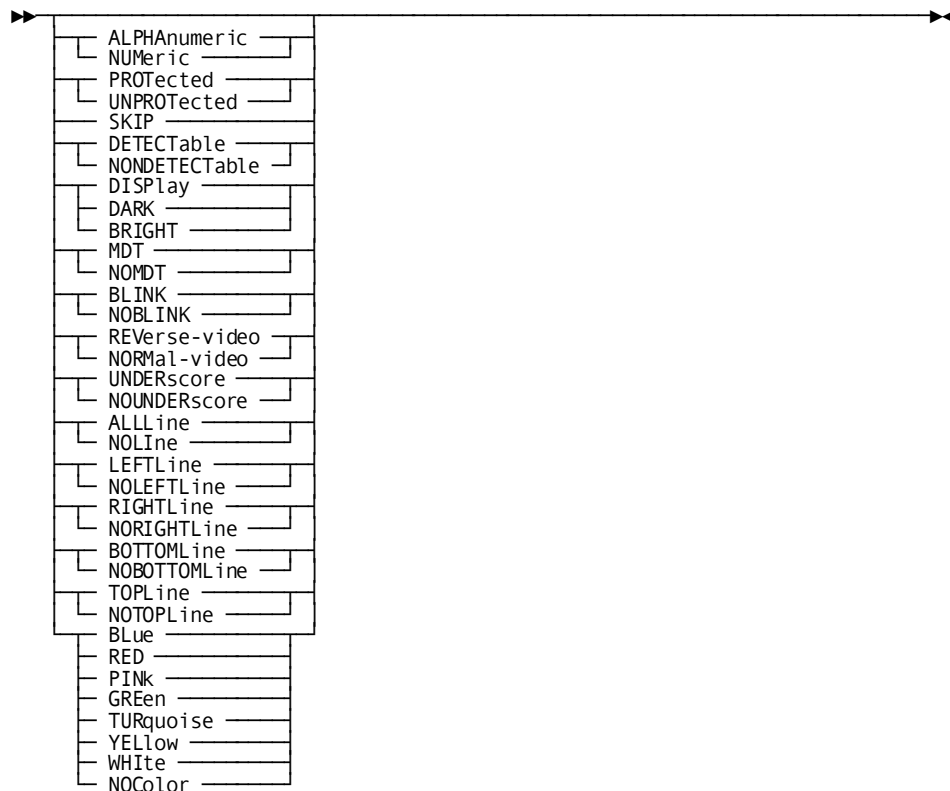 ALPHAnumeric
NUMeric
PROTected
UNPROTected
SKIP
DETECTable
NONDETECTable
DISPlay
DARK
BRIGHT
MDT
NOMDT
BLINK
NOBLINK
REVerse-video
NORMal-video
UNDERscore
NOUNDERscore
ALLLine
NOLIne
LEFTLine
NOLEFTLine
RIGHTLine
NORIGHTLine
BOTTOMLine
NOBOTTOMLine
TOPLine
NOTOPLine
BLue
RED
PINk
GREen
TURquoise
YELlow
WHIte
NOColor